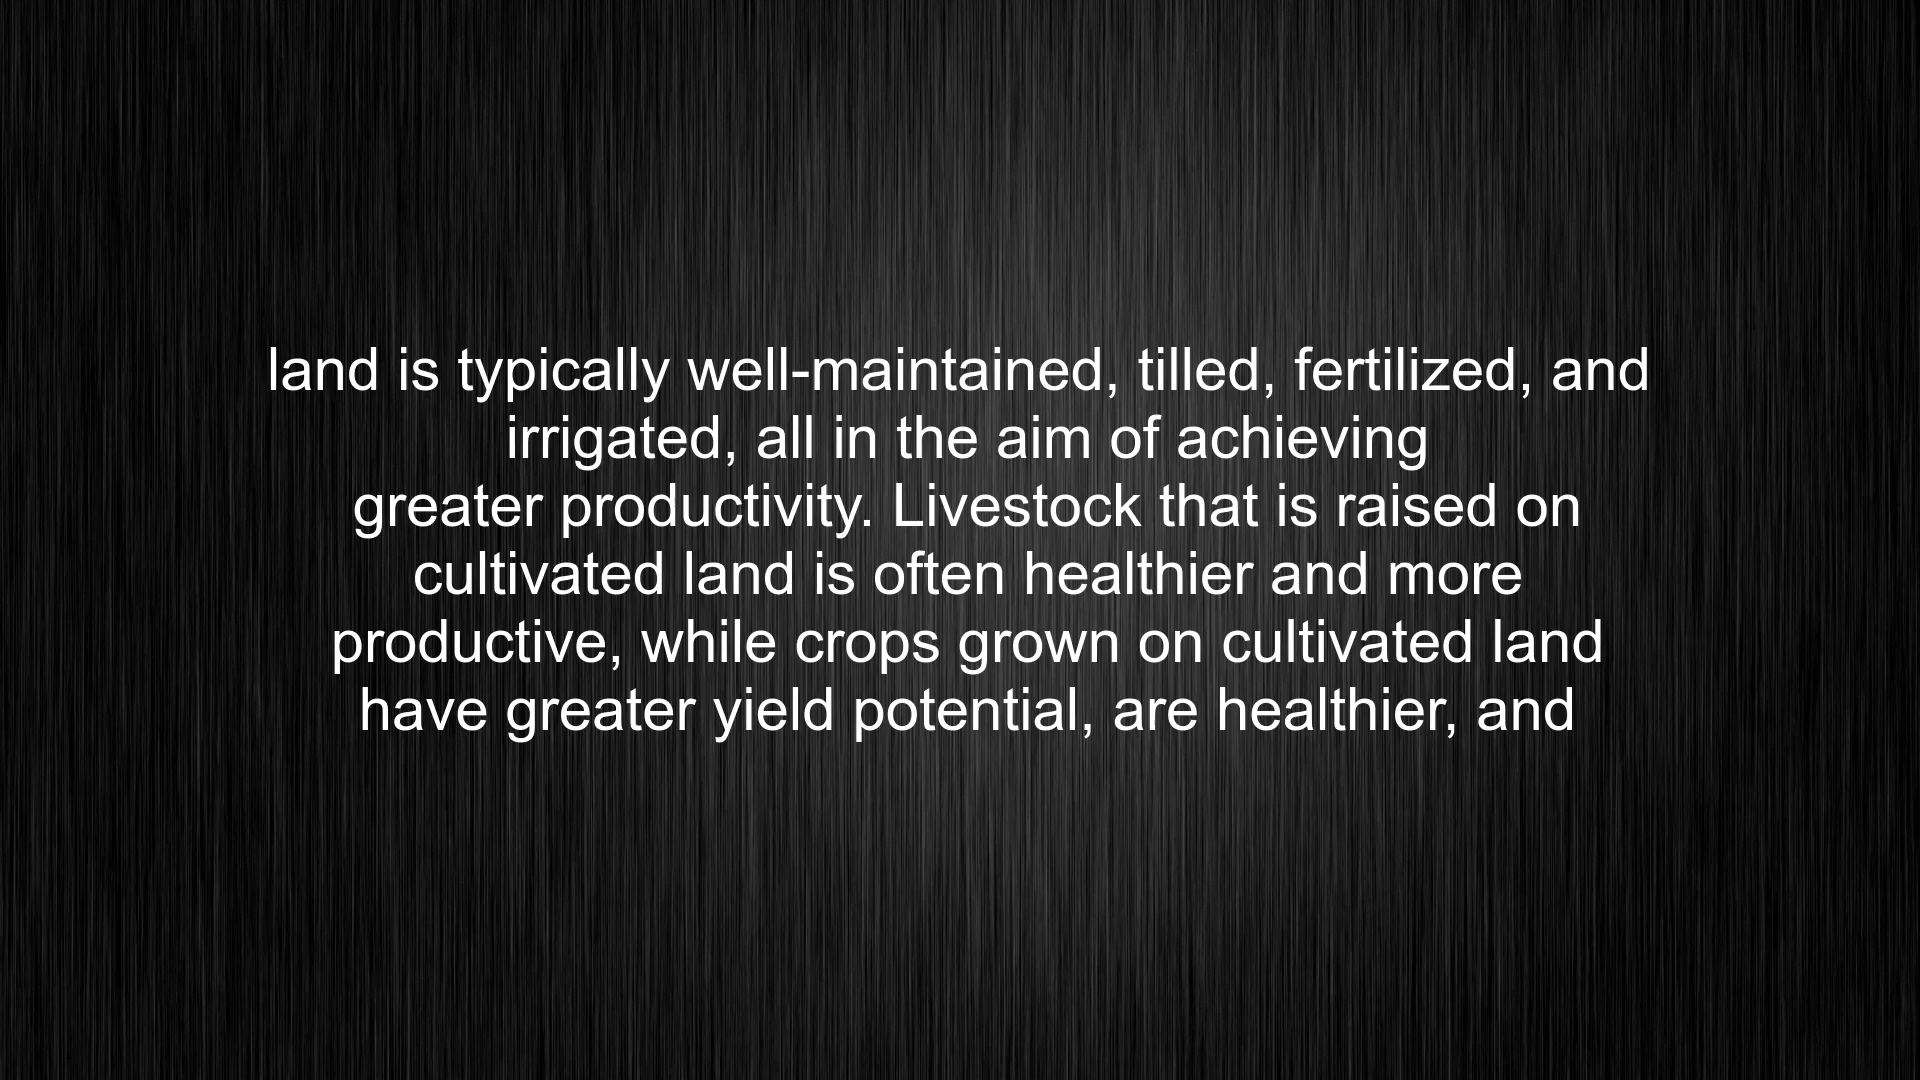 land is typically well-maintained, tilled, fertilized, and
irrigated, all in the aim of achieving
greater productivity. Livestock that is raised on
cultivated land is often healthier and more
productive, while crops grown on cultivated land
have greater yield potential, are healthier, and